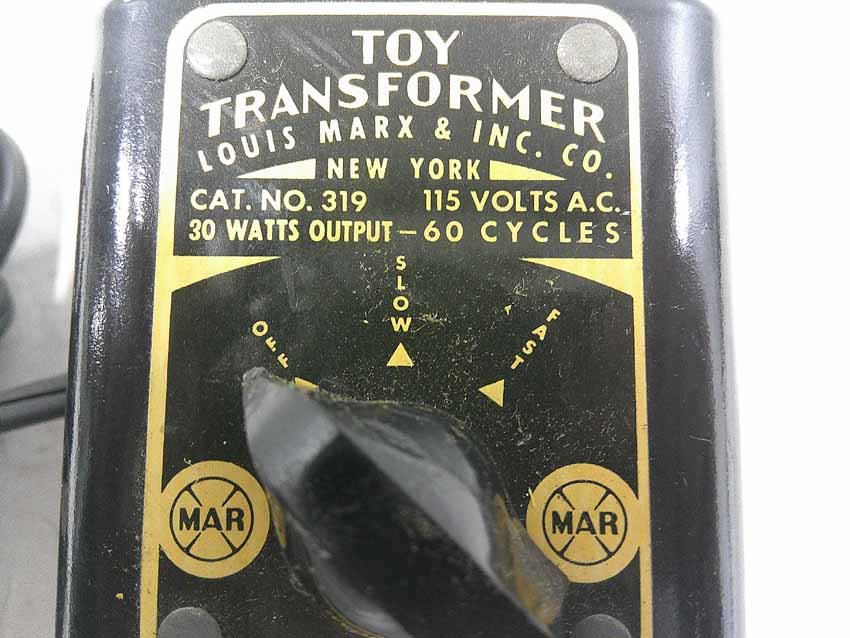 TOY
TRANSFORMER
LOUIS MARX & INC. CO.
NEW YORK
CAT. NO. 319 115 VOLTS A.C.
30 WATTS OUTPUT – 60 CYCLES
SLOW
OFF
FAST
MAR
MAR